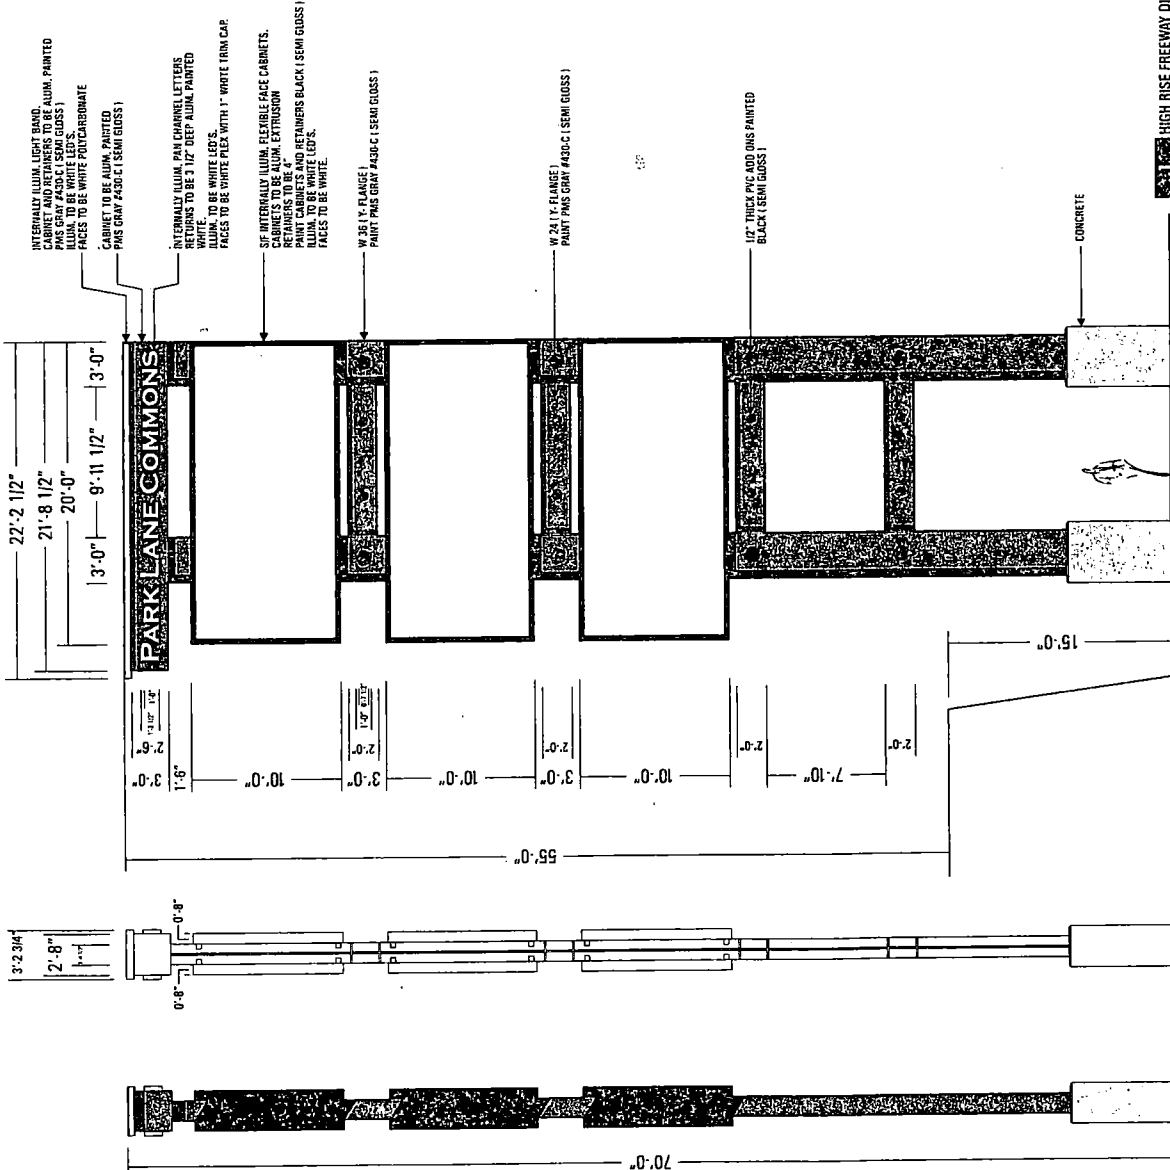 INTERNALLY ILLUM. LIGHT BAND.
CABINET AND RETAINERS TO BE ALUM. PAINTED
PMS GRAY #430-C ( SEMI GLOSS )
ILLUM. TO BE WHITE LED'S.
FACES TO BE WHITE POLYCARBONATE
CABINET TO BE ALUM. PAINTED
PMS GRAY #430-C ( SEMI GLOSS )
INTERNALLY ILLUM. PAN CHANNEL LETTERS
RETURNS TO BE 3 1/2" DEEP ALUM. PAINTED
WHITE.
ILLUM. TO BE WHITE LED'S.
FACES TO BE WHITE PLEX WITH 1" WHITE TRIM CAP.
S/F INTERNALLY ILLUM. FLEXIBLE FACE CABINETS.
CABINETS TO BE ALUM. EXTRUSION
RETAINERS TO BE 4"
PAINT CABINETS AND RETAINERS BLACK ( SEMI GLOSS )
ILLUM. TO BE WHITE LED'S.
FACES TO BE WHITE.
W 36 ( Y- FLANGE )
PAINT PMS GRAY #430-C ( SEMI GLOSS )
W 24 ( Y- FLANGE )
PAINT PMS GRAY #430-C ( SEMI GLOSS )
1/2" THICK PVC ADD ONS PAINTED
BLACK ( SEMI GLOSS )
CONCRETE
HIGH RISE FREEWAY
22'-2 1/2"
21'-8 1/2"
20'-0"
3'-0"
9'-11 1/2"
3'-0"
PARK LANE COMMONS
3'-0"
2'-6"
1'-0"
1'-6"
10'-0"
3'-0"
2'-0"
1'-0"
10'-0"
3'-0"
2'-0"
10'-0"
2'-0"
7'-10"
2'-0"
15'-0"
55'-0"
3'-2 3/4"
2'-8"
0'-8"
0'-8"
70'-0"